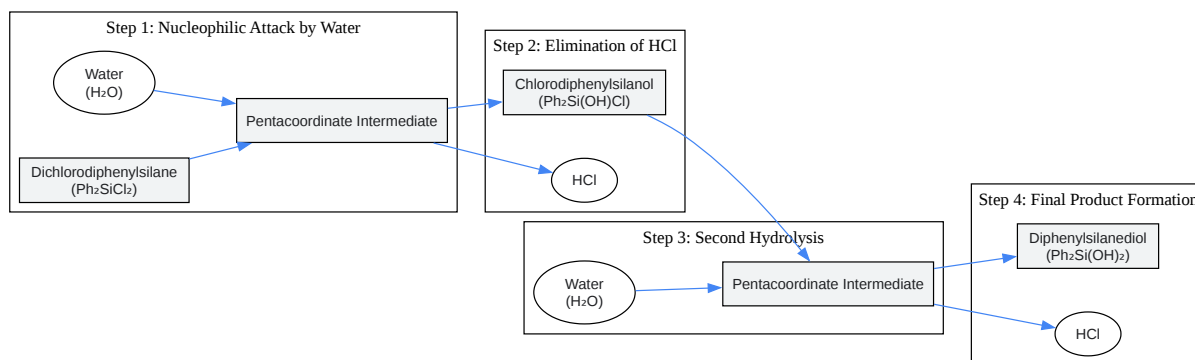 Step 1: Nucleophilic Attack by Water
Water
(H₂O)
Pentacoordinate Intermediate
Dichlorodiphenylsilane
(Ph₂SiCl₂)
Step 2: Elimination of HCl
Chlorodiphenylsilanol
(Ph₂Si(OH)Cl)
HCl
Step 3: Second Hydrolysis
Water
(H₂O)
Pentacoordinate Intermediate
Step 4: Final Product Formation
Diphenylsilanediol
(Ph₂Si(OH)₂)
HCl